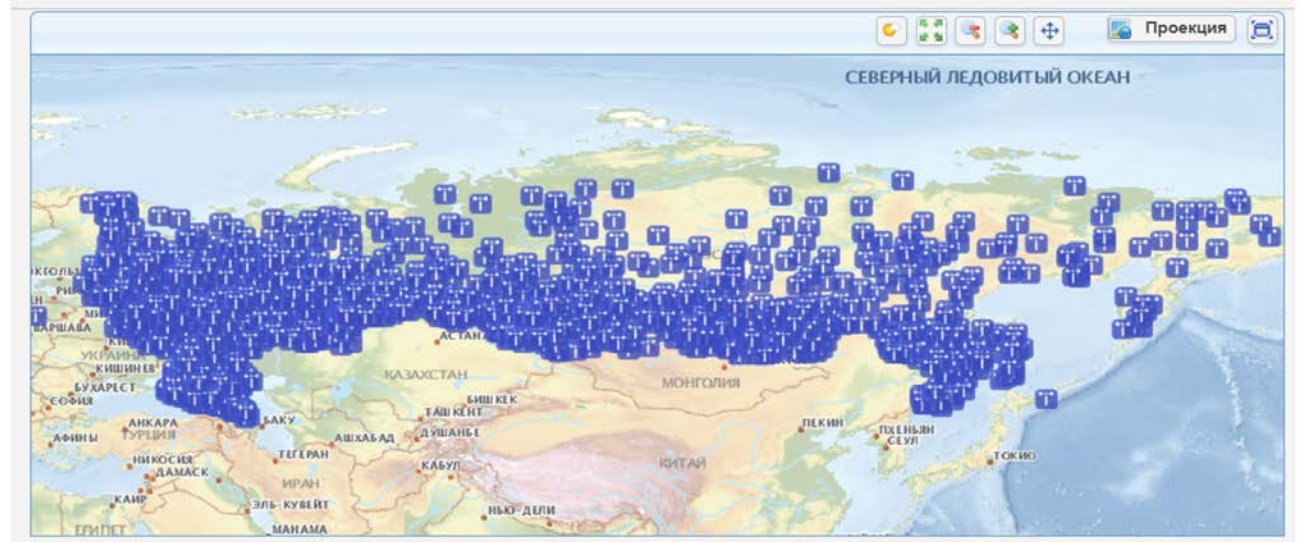 Проекция
СЕВЕРНЫЙ ЛЕДОВИТЫЙ ОКЕАН
ВАРШАВА
АСТАНА
УКРАИНА
КИШИНЕВ
КАЗАХСТАН
МОНГОЛИЯ
БУХАРЕСТ
БИШКЕК
СОФИЯ
ТАШКЕНТ
АНКАРА
БАКУ
ПЕКИН
ПХЕНЬЯН
АФИНЫ
ТУРЦИЯ
АШХАБАД
ДУШАНБЕ
СЕУЛ
ТЕГЕРАН
ТОКИО
НИКОСИЯ
КАБУЛ
КИТАЙ
ДАМАСК
ИРАН
КАИР
ЭЛЬ-КУВЕЙТ
НЬЮ-ДЕЛИ
ЕГИПЕТ
МАНАМА